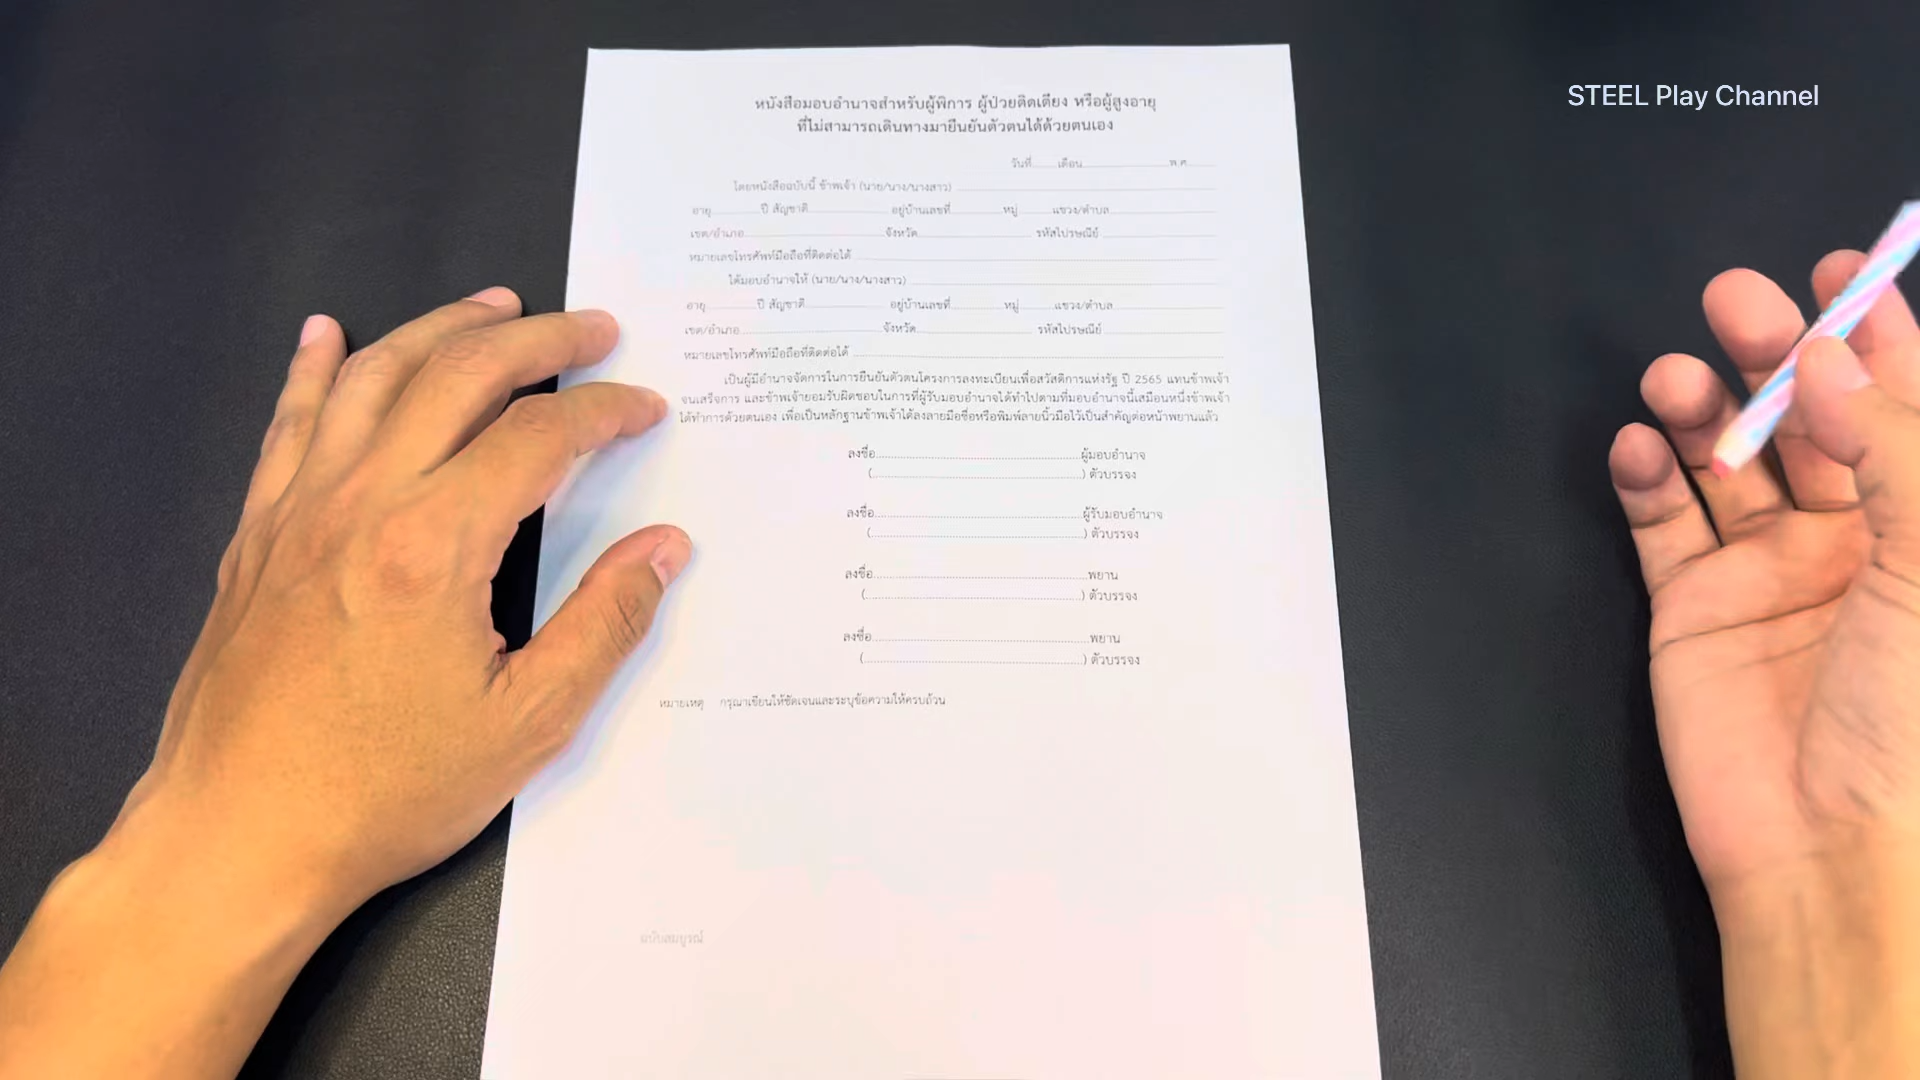 STEEL Play Channel
หนังสือมอบอำนาจสำหรับผู้พิการ ผู้ป่วยติดเตียง หรือผู้สูงอายุ
ที่ไม่สามารถเดินทางมายืนยันตัวตนได้ด้วยตนเอง
วันที่......เดือน....................พ.ศ.......
โดยหนังสือฉบับนี้ ข้าพเจ้า (นาย/นาง/นางสาว) ..............................
อายุ............ปี สัญชาติ.................... อยู่บ้านเลขที่..............หมู่.........แขวง/ตำบล..........................
เขต/อำเภอ...................................จังหวัด............................. รหัสไปรษณีย์ ............................
หมายเลขโทรศัพท์มือถือที่ติดต่อได้ ..............................
ได้มอบอำนาจให้ (นาย/นาง/นางสาว) ..............................
อายุ............ปี สัญชาติ.................... อยู่บ้านเลขที่..............หมู่.........แขวง/ตำบล..........................
เขต/อำเภอ...................................จังหวัด............................. รหัสไปรษณีย์ ............................
หมายเลขโทรศัพท์มือถือที่ติดต่อได้ ..............................
เป็นผู้มีอำนาจจัดการในการยืนยันตัวตนโครงการลงทะเบียนเพื่อสวัสดิการแห่งรัฐ ปี 2565 แทนข้าพเจ้า
จนเสร็จการ และข้าพเจ้ายอมรับผิดชอบในการที่ผู้รับมอบอำนาจได้ทำไปตามที่มอบอำนาจนี้เสมือนหนึ่งข้าพเจ้า
ได้ทำการด้วยตนเอง เพื่อเป็นหลักฐานข้าพเจ้าได้ลงลายมือชื่อหรือพิมพ์ลายนิ้วมือไว้เป็นสำคัญต่อหน้าพยานแล้ว
ลงชื่อ..............................ผู้มอบอำนาจ
(..............................) ตัวบรรจง
ลงชื่อ..............................ผู้รับมอบอำนาจ
(..............................) ตัวบรรจง
ลงชื่อ..............................พยาน
(..............................) ตัวบรรจง
ลงชื่อ..............................พยาน
(..............................) ตัวบรรจง
หมายเหตุ กรุณาเขียนให้ชัดเจนและระบุข้อความให้ครบถ้วน
ฉบับสมบูรณ์